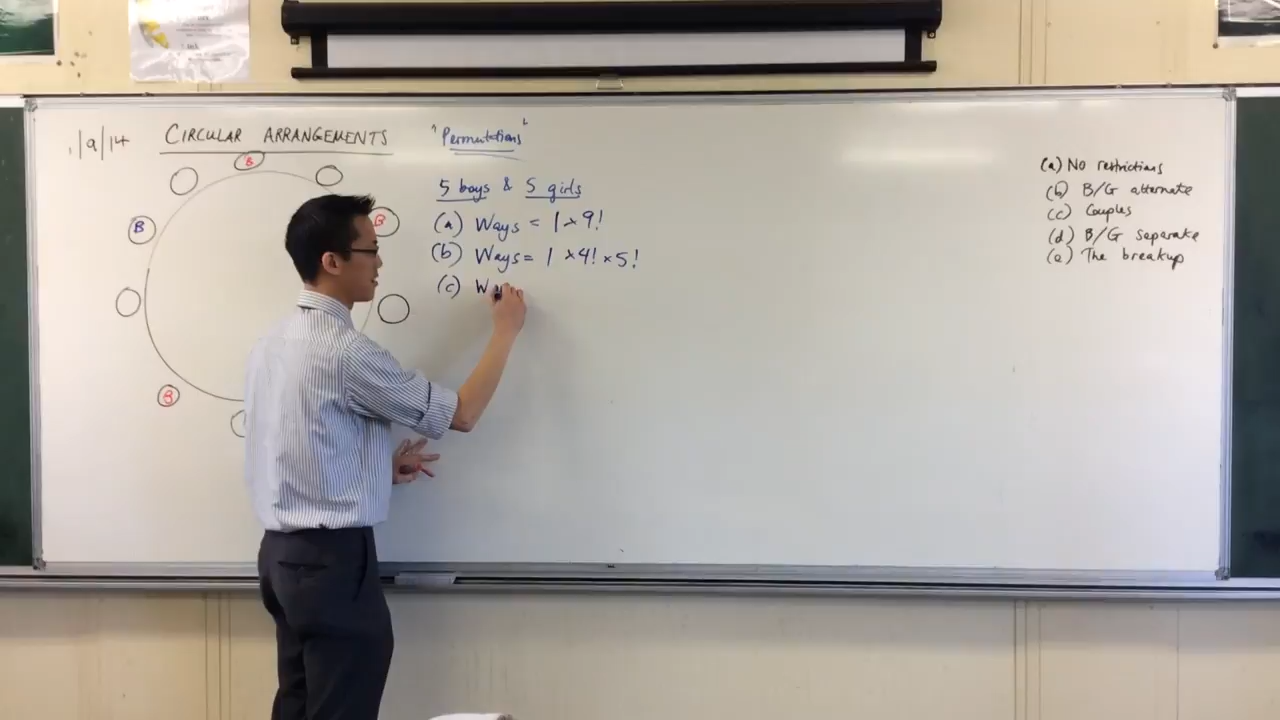 1/9/14 CIRCULAR ARRANGEMENTS 'Permutations'
B
B
B
B
5 boys & 5 girls
(a) Ways = 1 × 9!
(b) Ways = 1 × 4! × 5!
(c)
(a) No restrictions
(b) B/G alternate
(c) Couples
(d) B/G separate
(e) The breakup